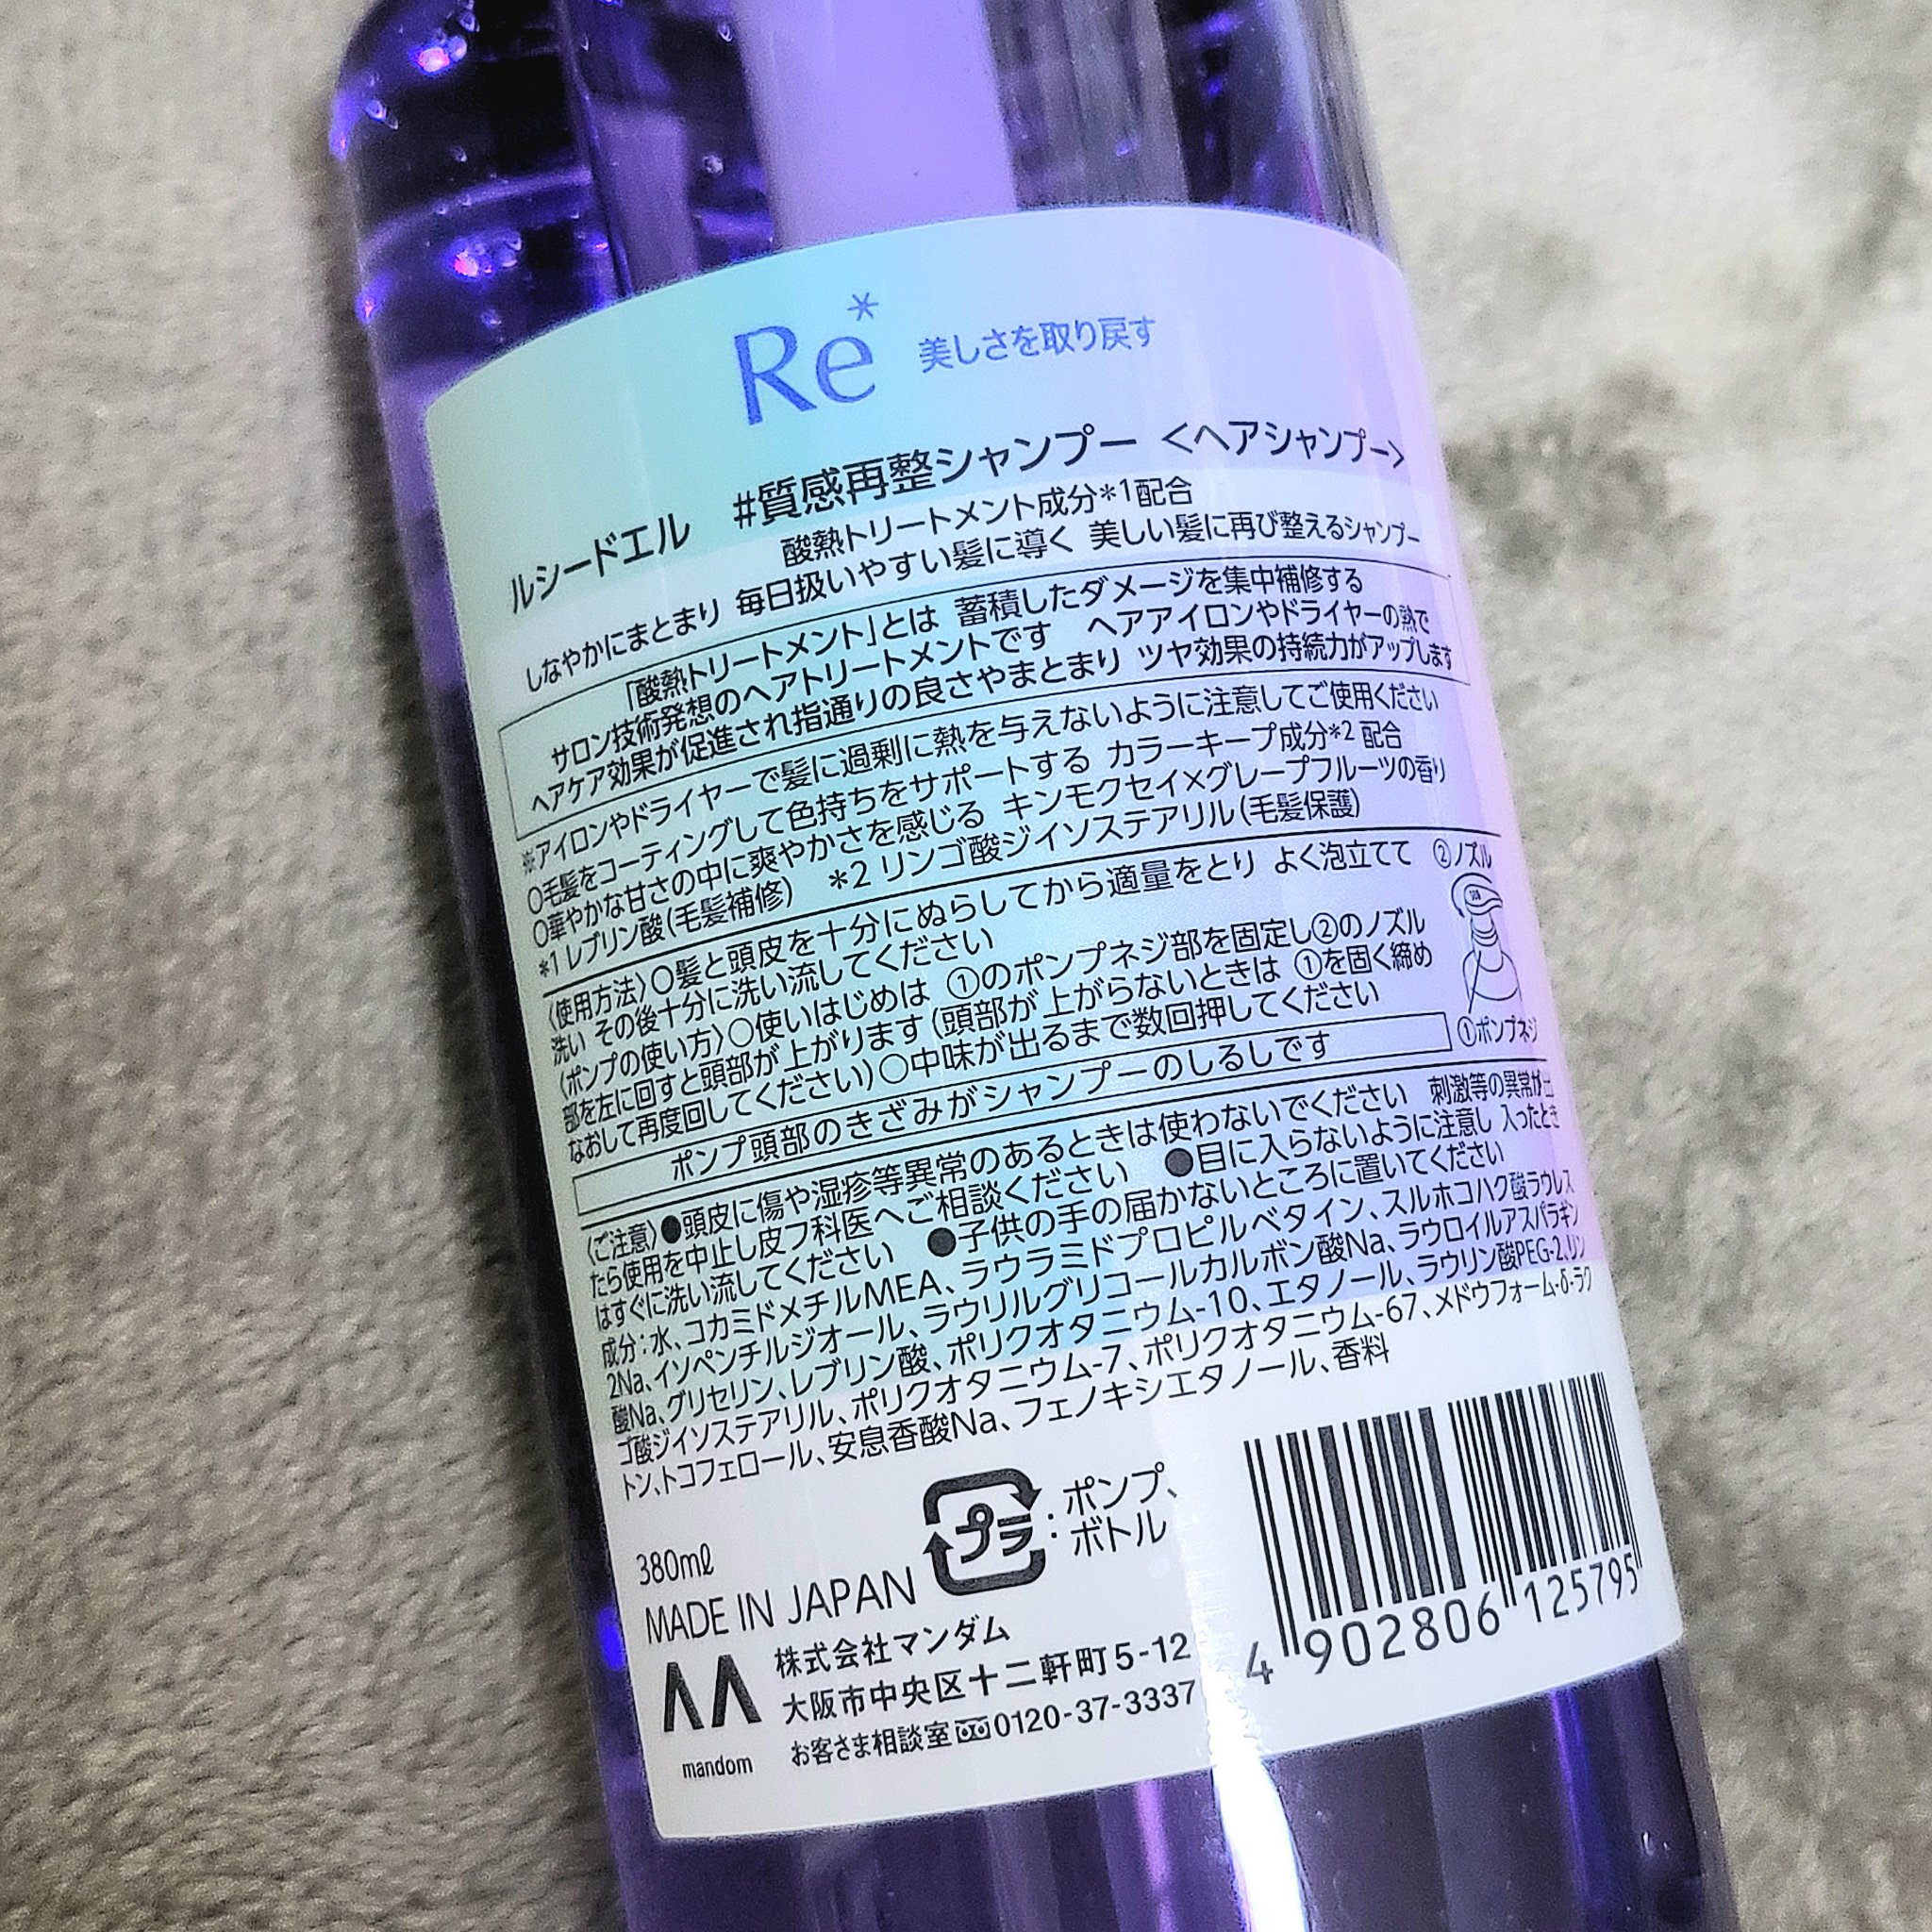 Re* 美しさを取り戻す
ルシードエル #質感再整シャンプー <ヘアシャンプー>
酸熱トリートメント成分*1配合
しなやかにまとまり 毎日扱いやすい髪に導く 美しい髪に再び整えるシャンプー
「酸熱トリートメント」とは 蓄積したダメージを集中補修する
サロン技術発想のヘアトリートメントです ヘアアイロンやドライヤーの熱で
ヘアケア効果が促進され指通りの良さやまとまり ツヤ効果の持続力がアップします
※アイロンやドライヤーで髪に過剰に熱を与えないように注意してご使用ください
○毛髪をコーティングして色持ちをサポートする カラーキープ成分*2 配合
○華やかな甘さの中に爽やかさを感じる キンモクセイ×グレープフルーツの香り
*1 レブリン酸(毛髪補修) *2 リンゴ酸ジイソステアリル(毛髪保護)
〈使用方法〉○髪と頭皮を十分にぬらしてから適量をとり よく泡立てて
洗い その後十分に洗い流してください
〈ポンプの使い方〉○使いはじめは ①のポンプネジ部を固定し②のノズル
部を左に回すと頭部が上がります(頭部が上がらないときは ①を固く締め
なおして再度回してください)○中味が出るまで数回押してください
②ノズル
①ポンプネジ
ポンプ頭部のきざみがシャンプーのしるしです
〈ご注意〉●頭皮に傷や湿疹等異常のあるときは使わないでください 刺激等の異常が出
たら使用を中止し皮フ科医へご相談ください ●目に入らないように注意し 入ったとき
はすぐに洗い流してください ●子供の手の届かないところに置いてください
成分:水、コカミドメチルMEA、ラウラミドプロピルベタイン、スルホコハク酸ラウレス
2Na、イソペンチルジオール、ラウリルグリコールカルボン酸Na、ラウロイルアスパラギン
酸Na、グリセリン、レブリン酸、ポリクオタニウム-10、エタノール、ラウリン酸PEG-2、リン
ゴ酸ジイソステアリル、ポリクオタニウム-7、ポリクオタニウム-67、メドウフォーム-δ-ラク
トン、トコフェロール、安息香酸Na、フェノキシエタノール、香料
380mℓ
MADE IN JAPAN
プラ
:ポンプ、
ボトル
mandom
株式会社マンダム
大阪市中央区十二軒町5-12
お客さま相談室 0120-37-3337
4 902806 125795